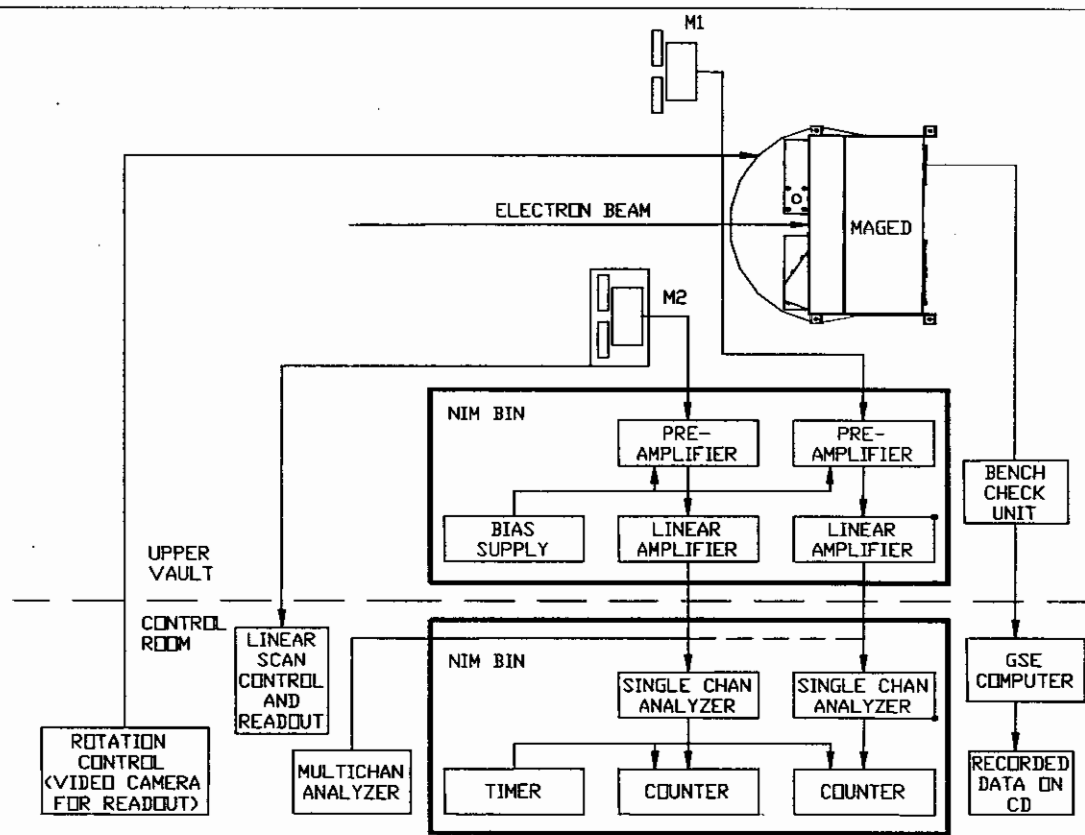 M1
ELECTRON BEAM
MAGED
M2
NIM BIN
PRE-
AMPLIFIER
PRE-
AMPLIFIER
BENCH
CHECK
UNIT
BIAS
SUPPLY
LINEAR
AMPLIFIER
LINEAR
AMPLIFIER
UPPER
VAULT
CONTROL
ROOM
LINEAR
SCAN
CONTROL
AND
READOUT
NIM BIN
SINGLE CHAN
ANALYZER
SINGLE CHAN
ANALYZER
GSE
COMPUTER
ROTATION
CONTROL
(VIDEO CAMERA
FOR READOUT)
MULTICHAN
ANALYZER
TIMER
COUNTER
COUNTER
RECORDED
DATA ON
CD